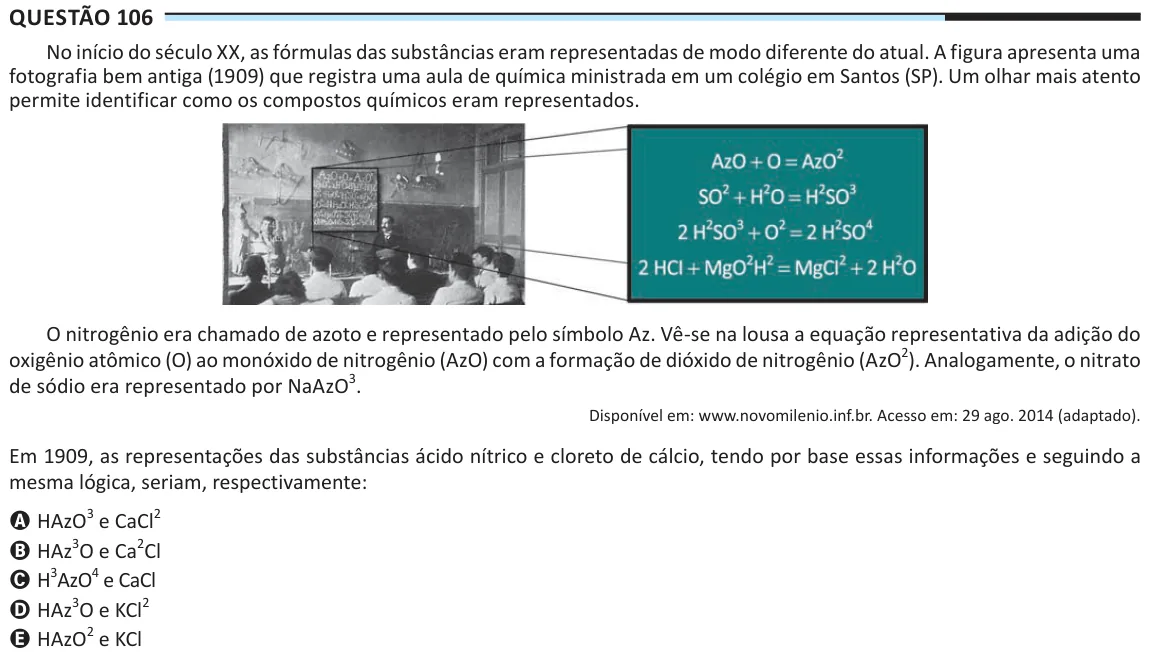 QUESTÃO 106
No início do século XX, as fórmulas das substâncias eram representadas de modo diferente do atual. A figura apresenta uma
fotografia bem antiga (1909) que registra uma aula de química ministrada em um colégio em Santos (SP). Um olhar mais atento
permite identificar como os compostos químicos eram representados.
AzO + O = AzO²
SO² + H²O = H²SO³
2 H²SO³ + O² = 2 H²SO⁴
2 HCl + MgO²H² = MgCl² + 2 H²O
O nitrogênio era chamado de azoto e representado pelo símbolo Az. Vê-se na lousa a equação representativa da adição do
oxigênio atômico (O) ao monóxido de nitrogênio (AzO) com a formação de dióxido de nitrogênio (AzO²). Analogamente, o nitrato
de sódio era representado por NaAzO³.
Disponível em: www.novomilenio.inf.br. Acesso em: 29 ago. 2014 (adaptado).
Em 1909, as representações das substâncias ácido nítrico e cloreto de cálcio, tendo por base essas informações e seguindo a
mesma lógica, seriam, respectivamente:
A HAzO³ e CaCl²
B HAz³O e Ca²Cl
C H³AzO⁴ e CaCl
D HAz³O e KCl²
E HAzO² e KCl